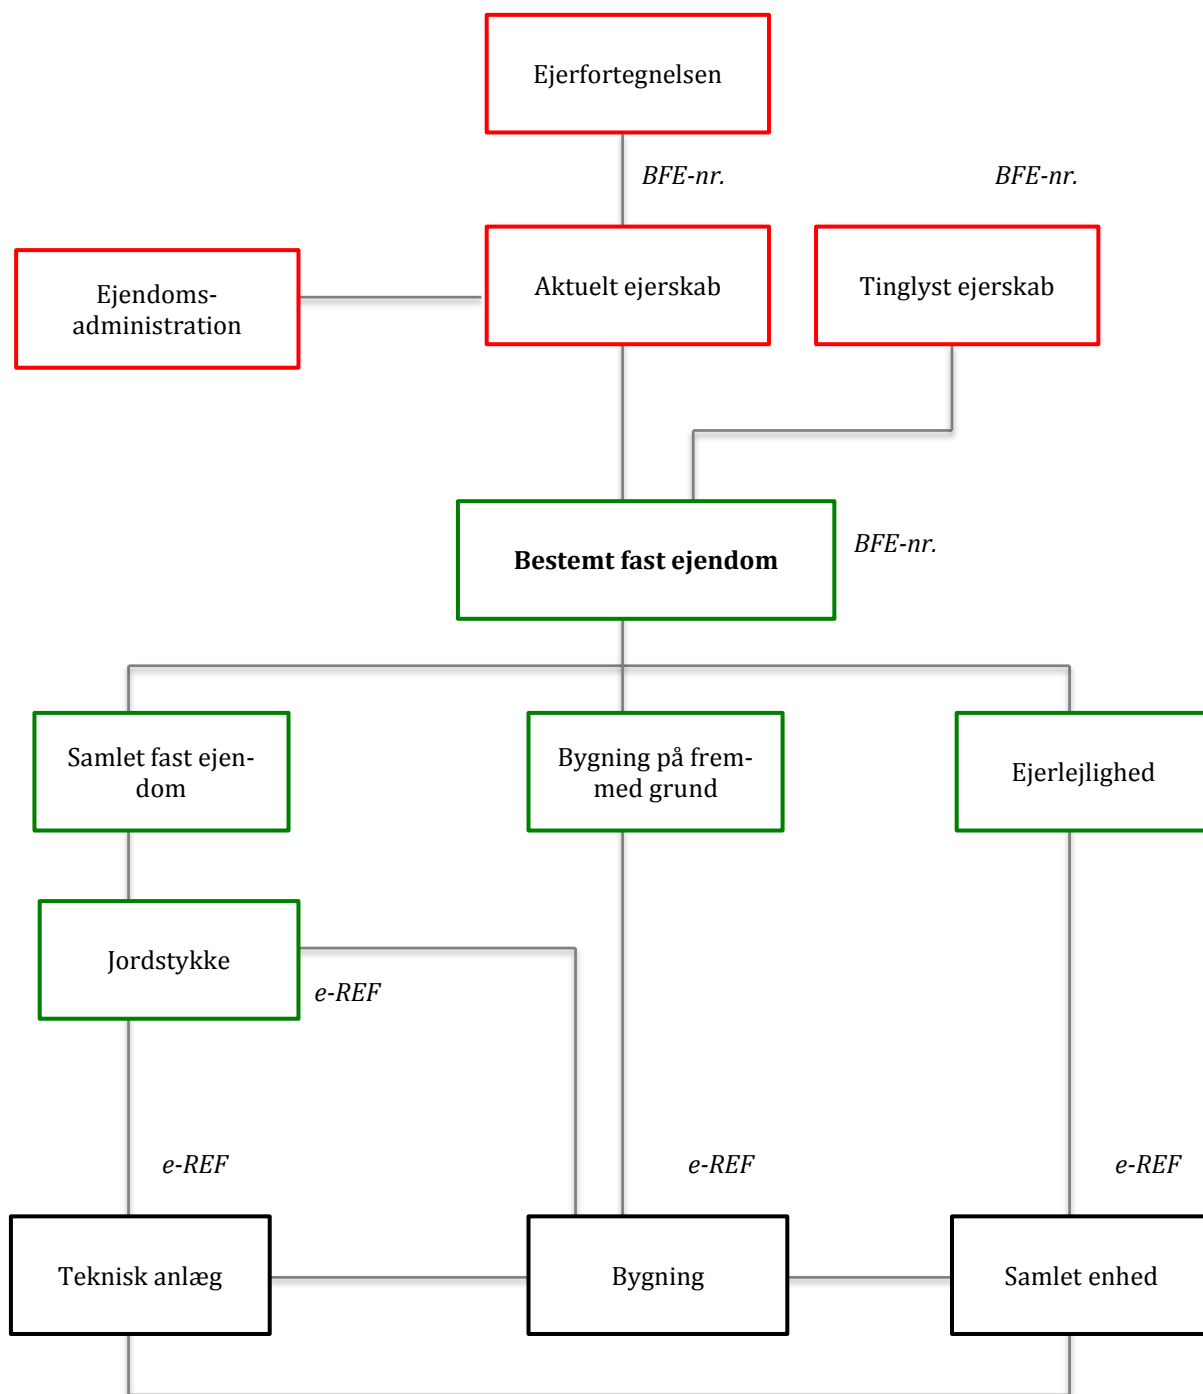 Ejerfortegnelsen
BFE-nr.
BFE-nr.
Ejendoms-
administration
Aktuelt ejerskab
Tinglyst ejerskab
Bestemt fast ejendom
BFE-nr.
Samlet fast ejen-
dom
Bygning på frem-
med grund
Ejerlejlighed
Jordstykke
e-REF
e-REF
e-REF
e-REF
Teknisk anlæg
Bygning
Samlet enhed